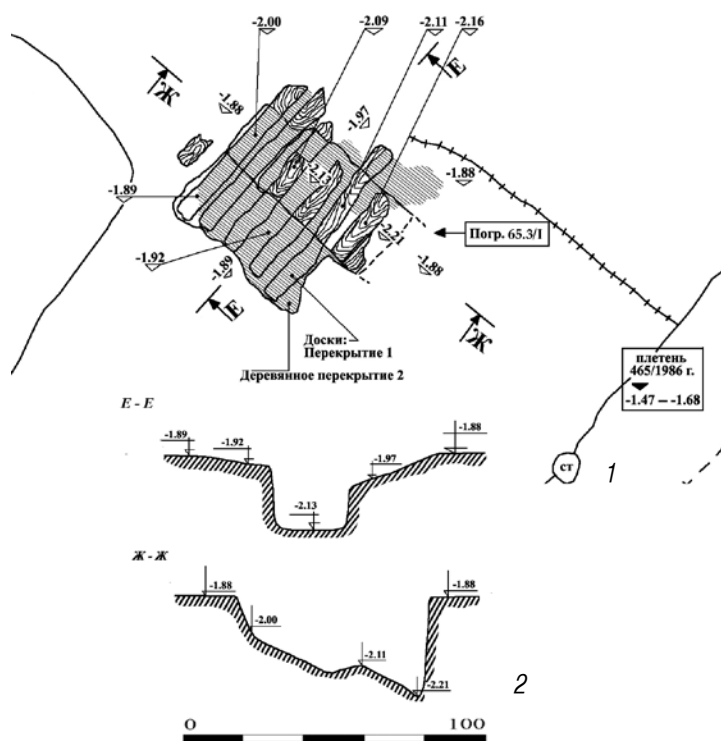 -2.00
-2.09
-2.11
-2.16
Е
Ж
-1.88
-1.97
-2.13
-1.88
-1.89
-2.21
Погр. 65.3/I
-1.92
-1.89
-1.88
Е
Ж
Доски:
Перекрытие 1
Деревянное перекрытие 2
плетень
465/1986 г.
-1.47 – -1.68
ст
1
Е - Е
-1.89
-1.92
-1.88
-1.97
-2.13
Ж - Ж
-1.88
-1.88
-2.00
-2.11
-2.21
2
0 100